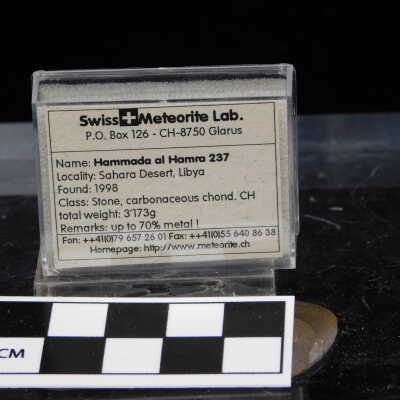 Swiss Meteorite Lab.
P.O. Box 126 - CH-8750 Glarus
Name: Hammada al Hamra 237
Locality: Sahara Desert, Libya
Found: 1998
Class: Stone, carbonaceous chond. CH
total weight: 3'173g
Remarks: up to 70% metal !
Fon: ++41(0)79 657 26 01 Fax: ++41(0)55 640 86 38
Homepage: http://www.meteorite.ch
CM